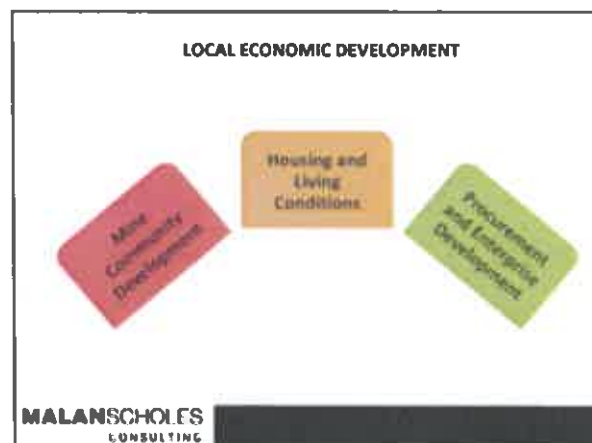 LOCAL ECONOMIC DEVELOPMENT
Mine
Community
Development
Housing and
Living
Conditions
Procurement
and Enterprise
Development
MALANSCHOLES
CONSULTING